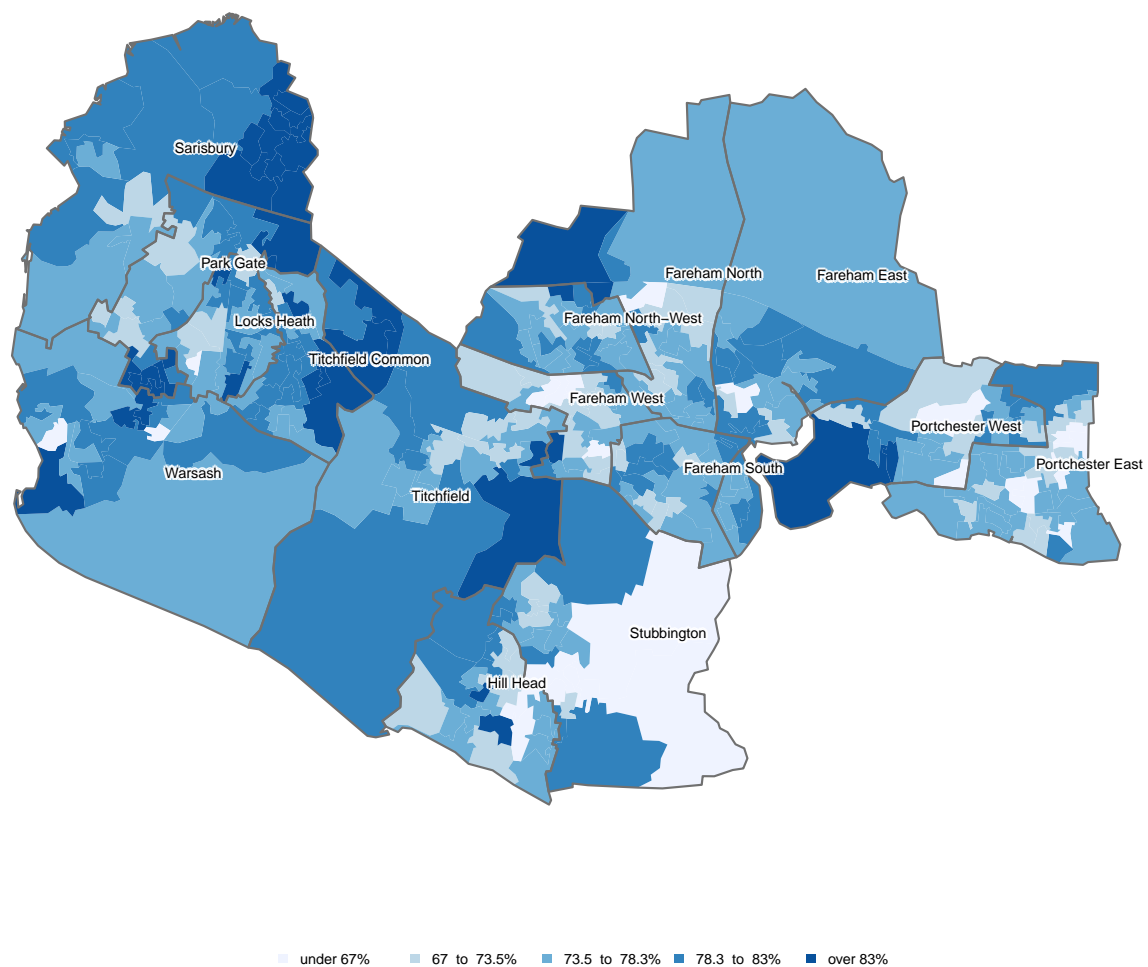 Sarisbury
Park Gate
Fareham North
Fareham East
Locks Heath
Fareham North−West
Titchfield Common
Fareham West
Portchester West
Warsash
Fareham South
Portchester East
Titchfield
Stubbington
Hill Head
under 67% 67 to 73.5% 73.5 to 78.3% 78.3 to 83% over 83%